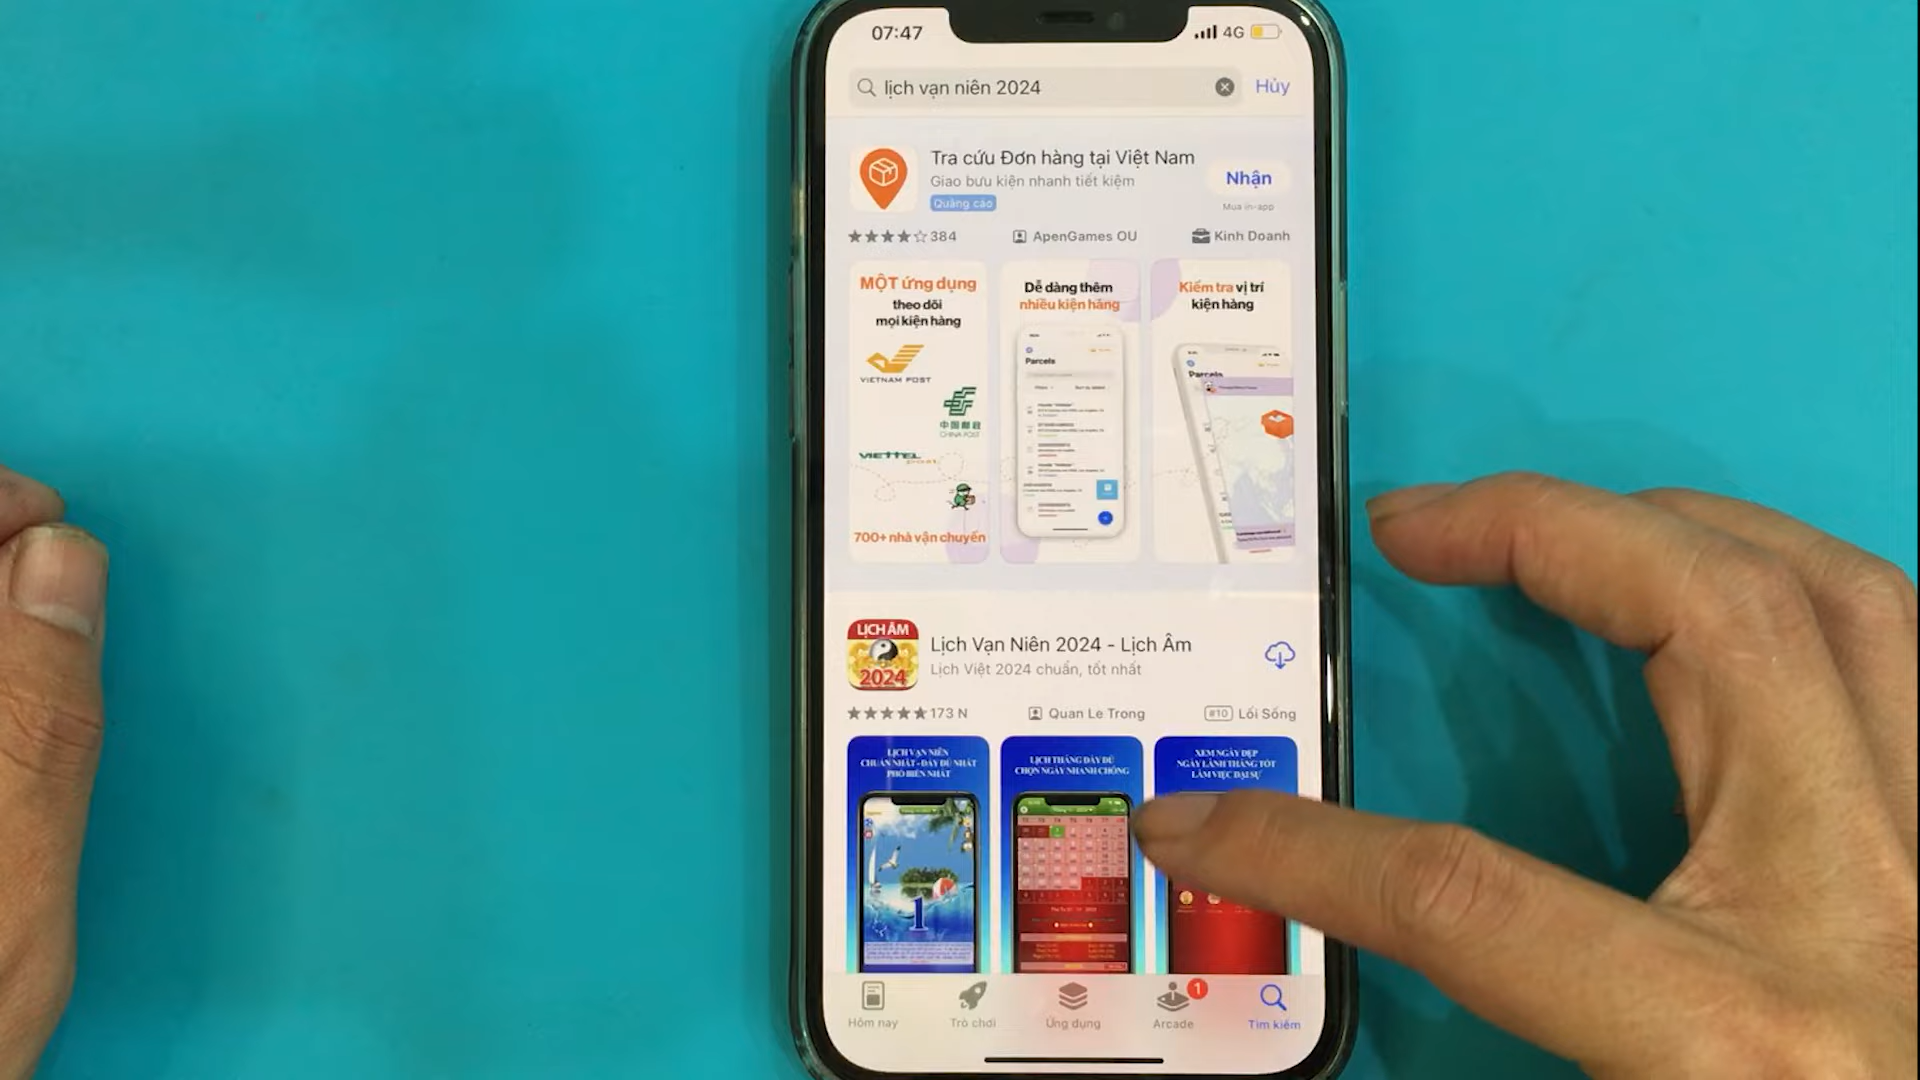 07:47
4G
lịch vạn niên 2024
Hủy
Tra cứu Đơn hàng tại Việt Nam
Giao bưu kiện nhanh tiết kiệm
Quảng cáo
Nhận
Mua in-app
384
ApenGames OU
Kinh Doanh
MỘT ứng dụng
theo dõi
mọi kiện hàng
VIETNAM POST
中国邮政
CHINA POST
VIETTEL
post
700+ nhà vận chuyển
Dễ dàng thêm
nhiều kiện hàng
Parcels
Kiểm tra vị trí
kiện hàng
Parcels
LỊCH ÂM
2024
Lịch Vạn Niên 2024 - Lịch Âm
Lịch Việt 2024 chuẩn, tốt nhất
173 N
Quan Le Trong
#10 Lối Sống
LỊCH VẠN NIÊN
CHUẨN NHẤT - ĐẦY ĐỦ NHẤT
PHỔ BIẾN NHẤT
1
LỊCH THÁNG ĐẦY ĐỦ
CHỌN NGÀY NHANH CHÓNG
XEM NGÀY ĐẸP
NGÀY LÀNH THÁNG TỐT
LÀM VIỆC ĐẠI SỰ
Hôm nay
Trò chơi
Ứng dụng
Arcade
1
Tìm kiếm